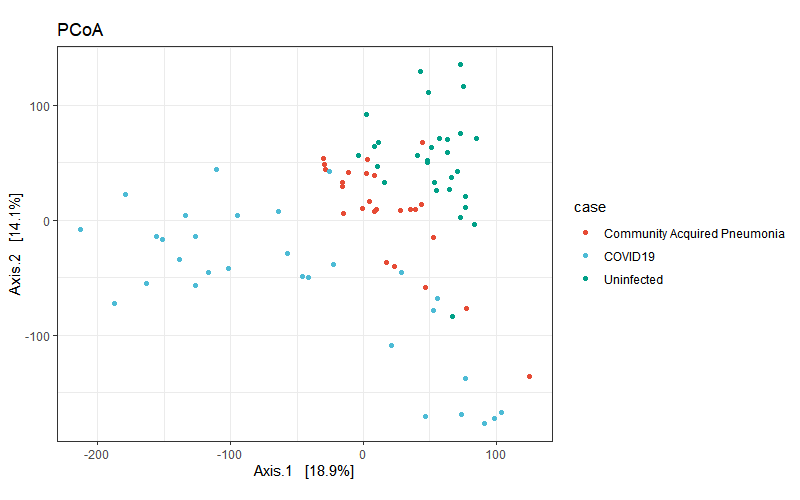 PCoA
100
0
-100
Axis.2 [14.1%]
-200
-100
0
100
Axis.1 [18.9%]
case
Community Acquired Pneumonia
COVID19
Uninfected